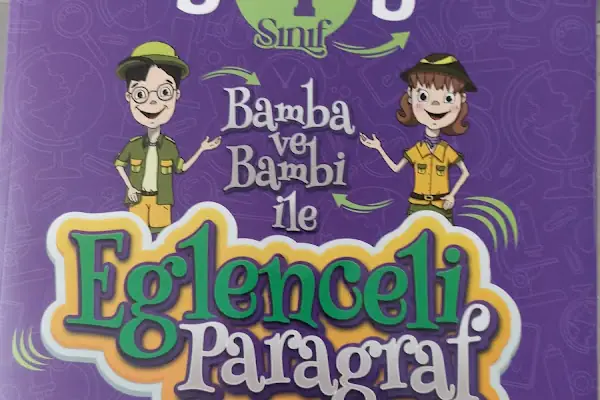 Sınıf
Bamba
ve
Bambi
ile
Eglenceli
Paragraf